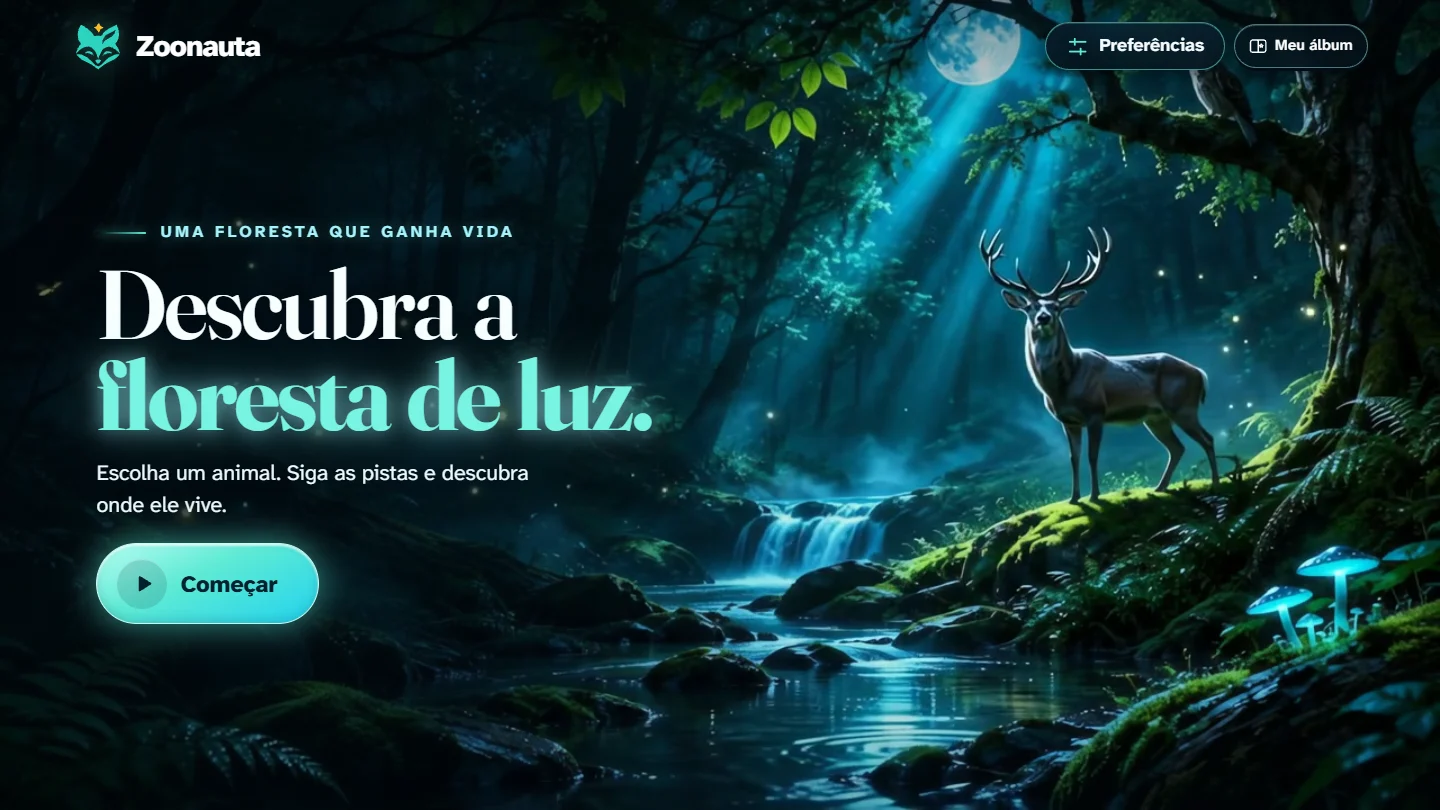 Zoonauta
Preferências
Meu álbum
UMA FLORESTA QUE GANHA VIDA
Descubra a
floresta de luz.
Escolha um animal. Siga as pistas e descubra
onde ele vive.
Começar